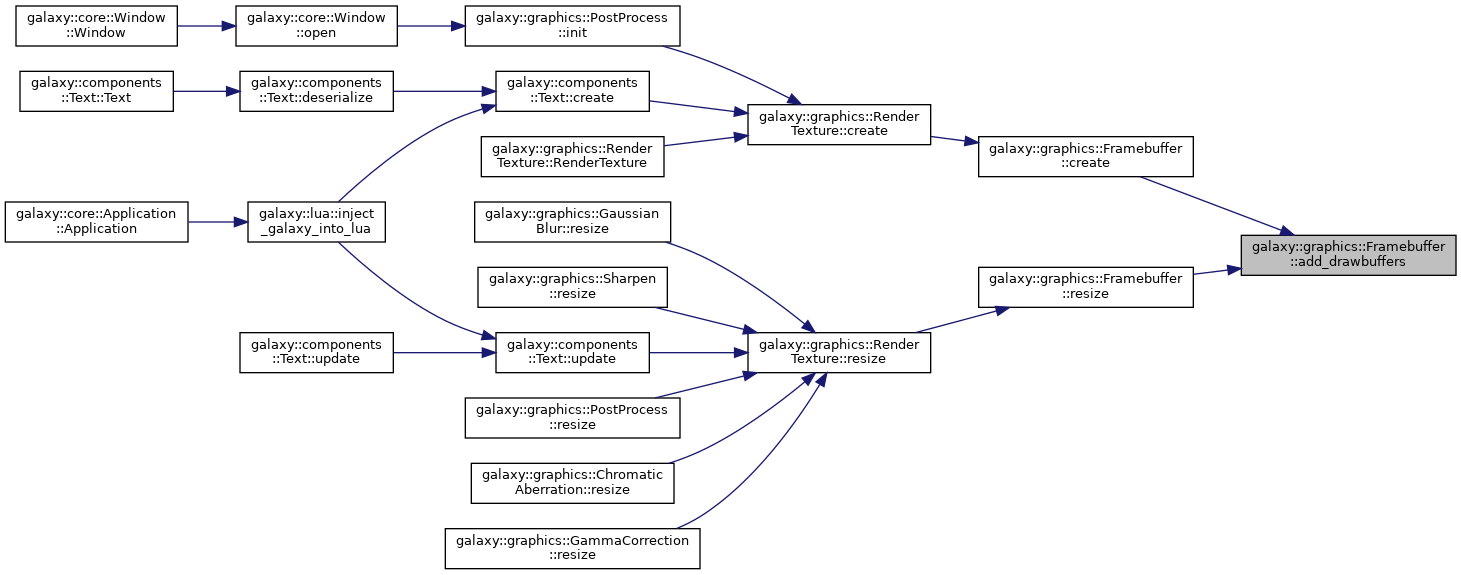 galaxy::core::Window
::Window
galaxy::core::Window
::open
galaxy::graphics::PostProcess
::init
galaxy::components
::Text::Text
galaxy::components
::Text::deserialize
galaxy::components
::Text::create
galaxy::graphics::Render
Texture::create
galaxy::graphics::Render
Texture::RenderTexture
galaxy::graphics::Framebuffer
::create
galaxy::core::Application
::Application
galaxy::lua::inject
_galaxy_into_lua
galaxy::graphics::Gaussian
Blur::resize
galaxy::graphics::Framebuffer
::add_drawbuffers
galaxy::graphics::Sharpen
::resize
galaxy::graphics::Framebuffer
::resize
galaxy::components
::Text::update
galaxy::components
::Text::update
galaxy::graphics::Render
Texture::resize
galaxy::graphics::PostProcess
::resize
galaxy::graphics::Chromatic
Aberration::resize
galaxy::graphics::GammaCorrection
::resize